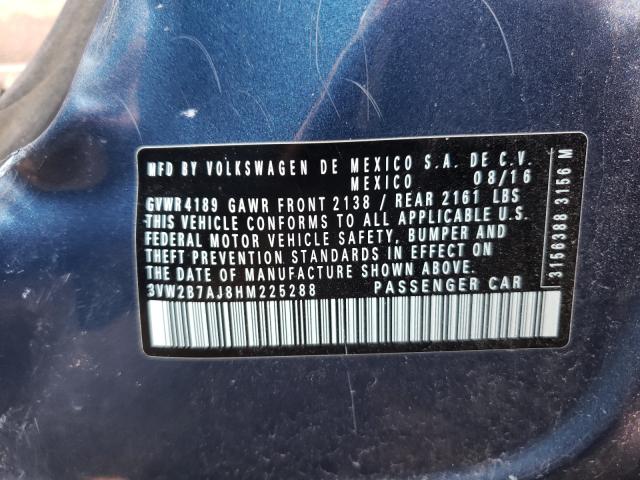 MFD BY VOLKSWAGEN DE MEXICO S.A. DE C.V.
MEXICO 08/16
GVWR 4189 GAWR FRONT 2138 / REAR 2161 LBS
THIS VEHICLE CONFORMS TO ALL APPLICABLE U.S.
FEDERAL MOTOR VEHICLE SAFETY, BUMPER AND
THEFT PREVENTION STANDARDS IN EFFECT ON
THE DATE OF MANUFACTURE SHOWN ABOVE.
3VW2B7AJ8HM225288 PASSENGER CAR
3156388 3156 M